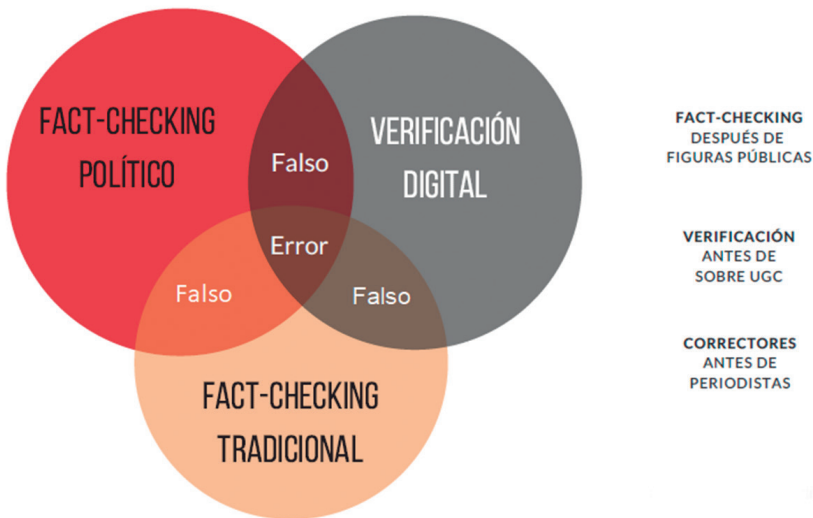 FACT-CHECKING
POLÍTICO
VERIFICACIÓN
DIGITAL
Falso
Error
Falso
Falso
FACT-CHECKING
TRADICIONAL
FACT-CHECKING
DESPUÉS DE
FIGURAS PÚBLICAS
VERIFICACIÓN
ANTES DE
SOBRE UGC
CORRECTORES
ANTES DE
PERIODISTAS